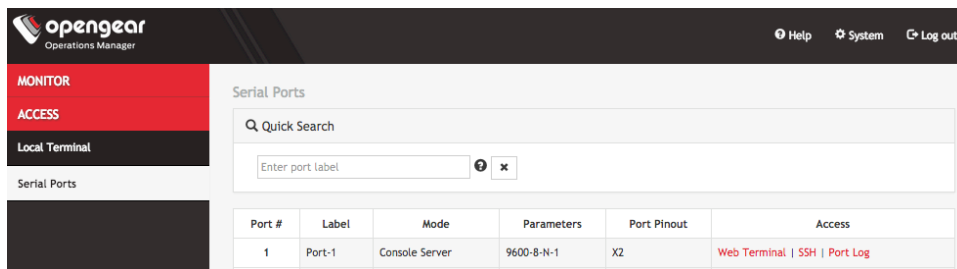 opengear
Operations Manager
Help System Log out
MONITOR
ACCESS
Local Terminal
Serial Ports
Serial Ports
Quick Search
Enter port label
Port # Label Mode Parameters Port Pinout Access
1 Port-1 Console Server 9600-8-N-1 X2 Web Terminal | SSH | Port Log